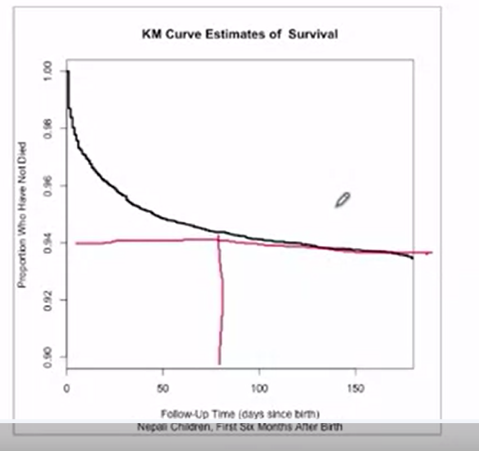 KM Curve Estimates of Survival
Proportion Who Have Not Died
1.00
0.98
0.96
0.94
0.92
0.90
0 50 100 150
Follow-Up Time (days since birth)
Nepali Children, First Six Months After Birth